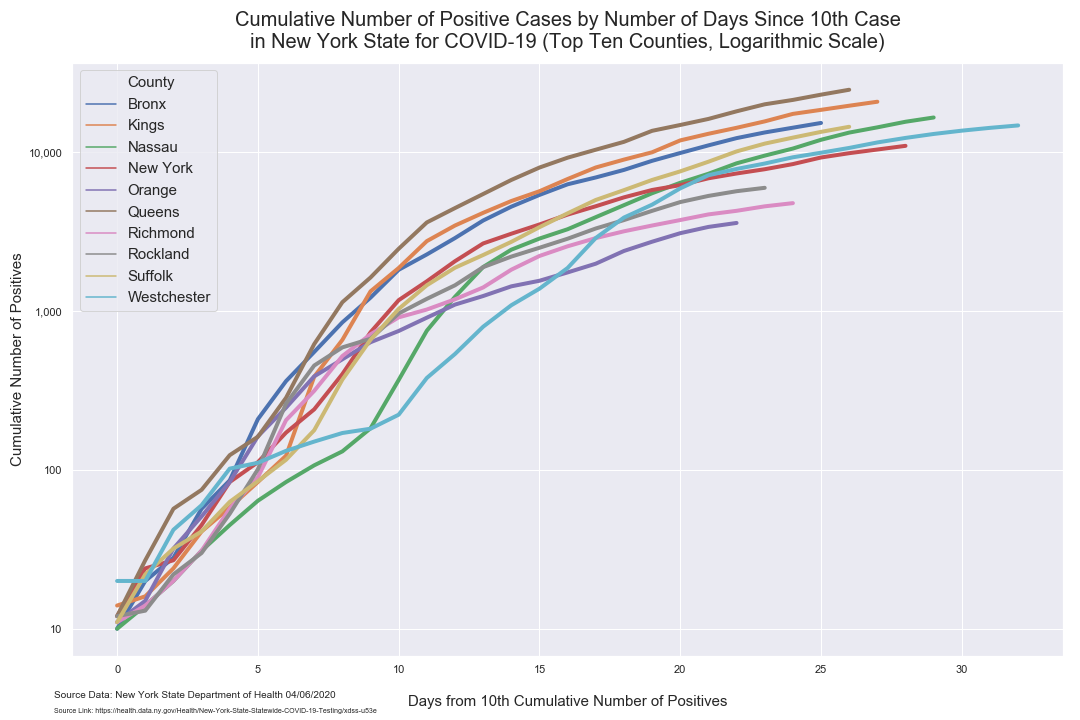 Cumulative Number of Positive Cases by Number of Days Since 10th Case
in New York State for COVID-19 (Top Ten Counties, Logarithmic Scale)
County
Bronx
Kings
Nassau
New York
Orange
Queens
Richmond
Rockland
Suffolk
Westchester
Cumulative Number of Positives
10,000
1,000
100
10
0 5 10 15 20 25 30
Days from 10th Cumulative Number of Positives
Source Data: New York State Department of Health 04/06/2020
Source Link: https://health.data.ny.gov/Health/New-York-State-Statewide-COVID-19-Testing/xdss-u53e